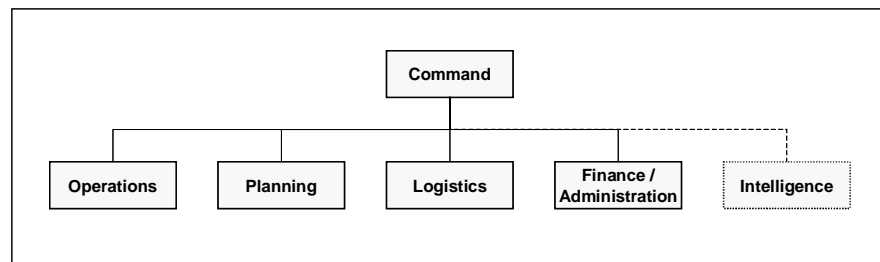 Command
Operations
Planning
Logistics
Finance /
Administration
Intelligence